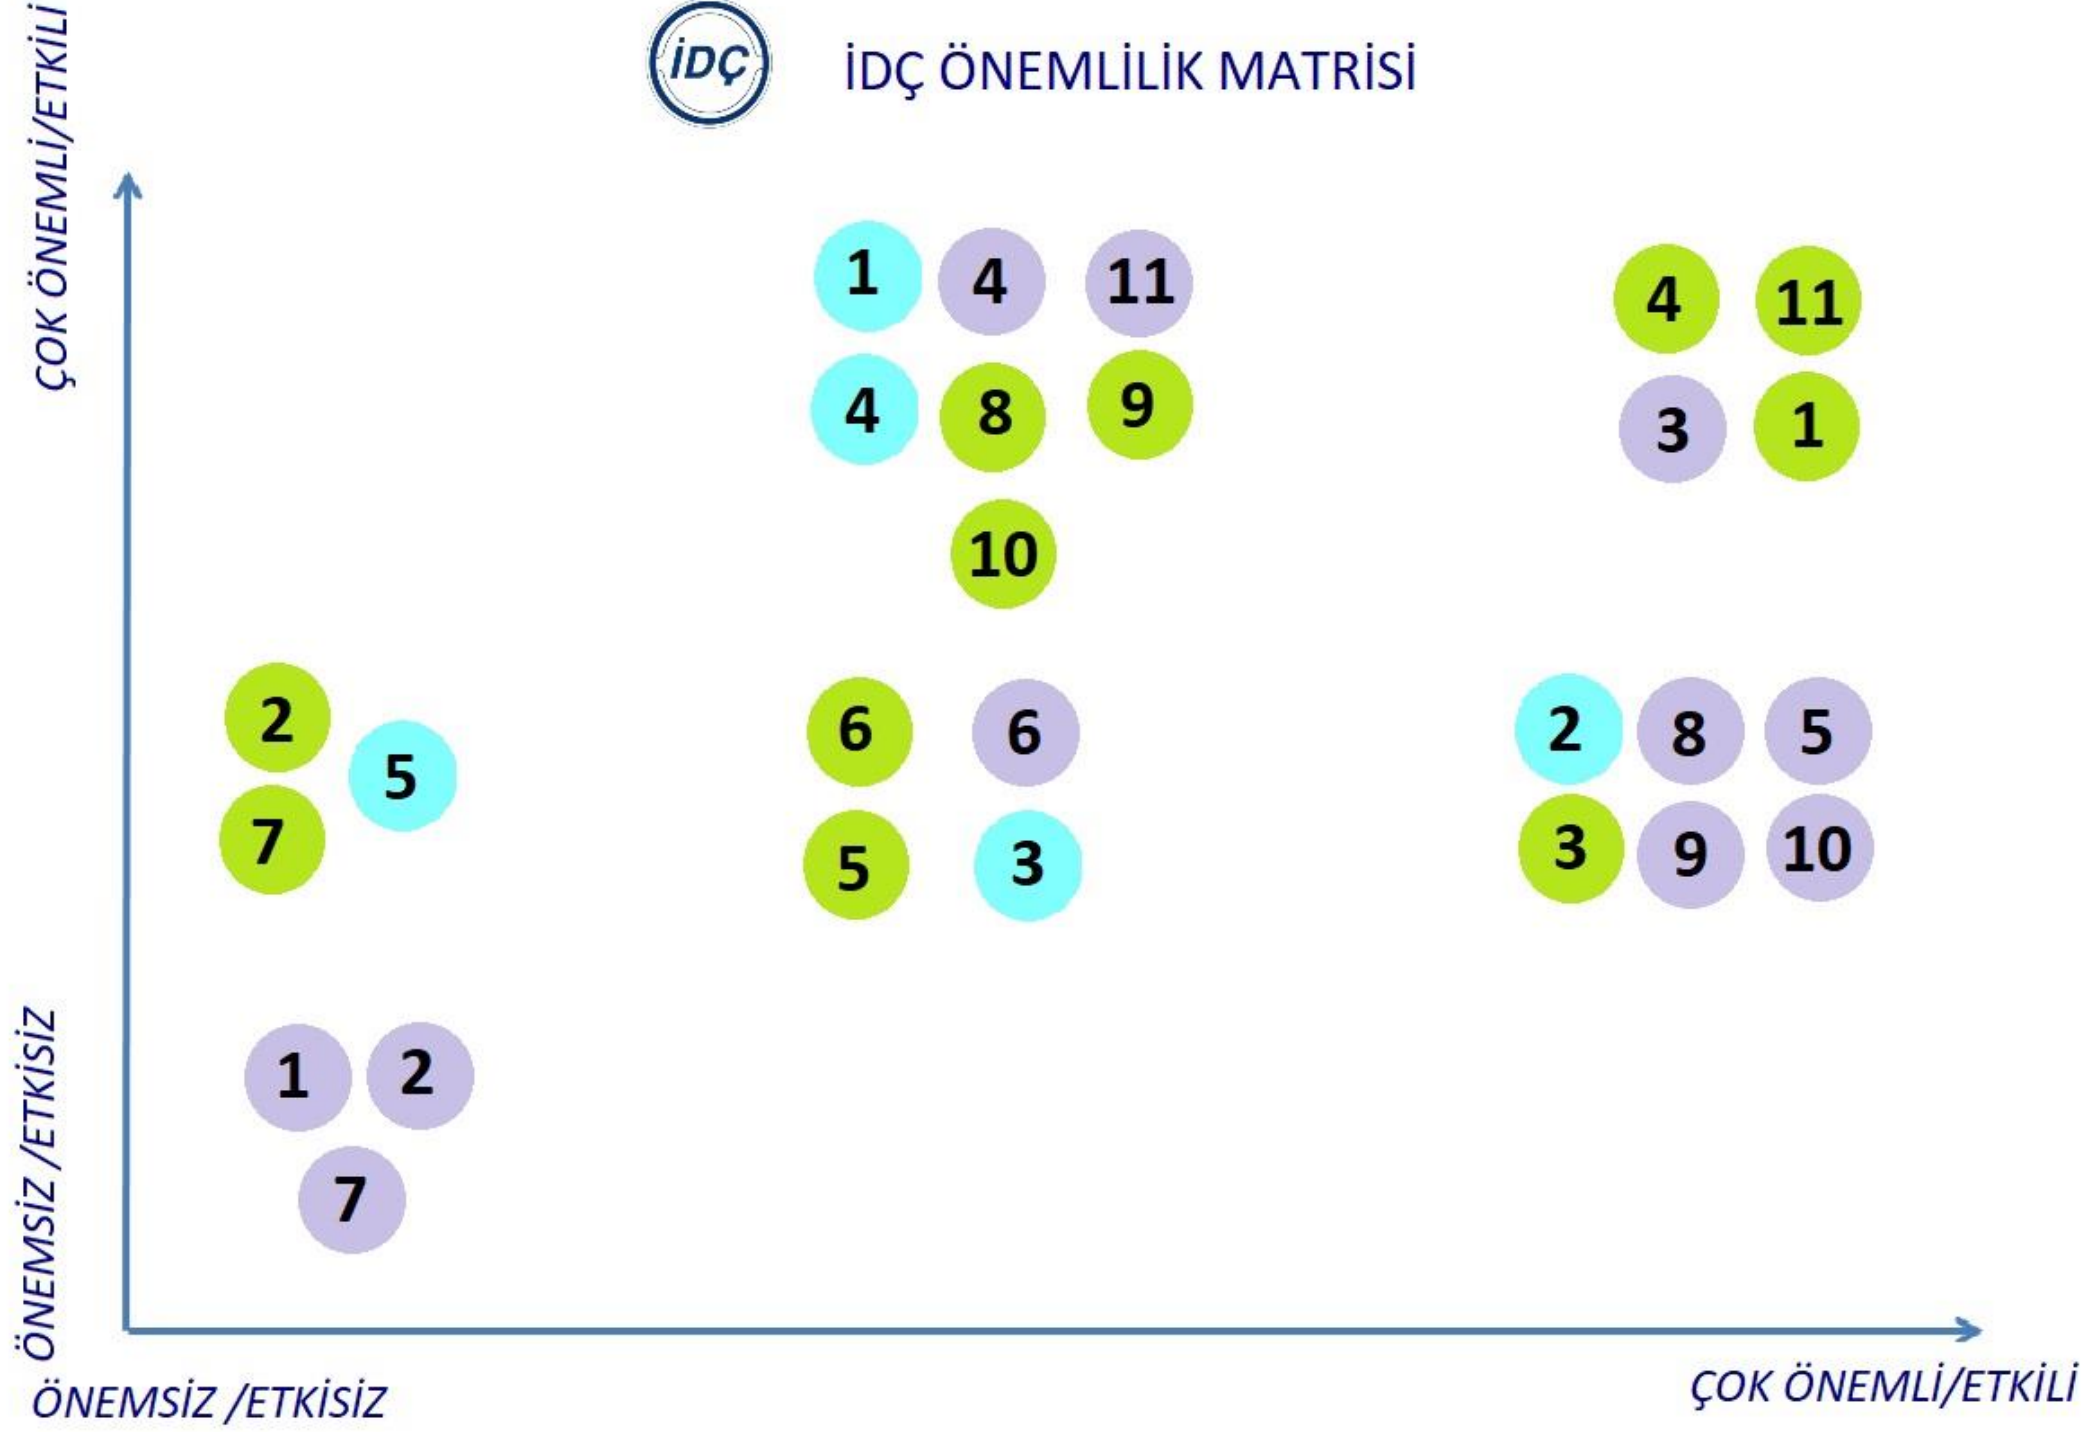 İDÇ
İDÇ ÖNEMLİLİK MATRİSİ
ÇOK ÖNEMLİ/ETKİLİ
1 4 11
4 8 9
10
4 11
3 1
2
5
7
6 6
5 3
2 8 5
3 9 10
1 2
7
ÖNEMSİZ /ETKİSİZ
ÖNEMSİZ /ETKİSİZ
ÇOK ÖNEMLİ/ETKİLİ